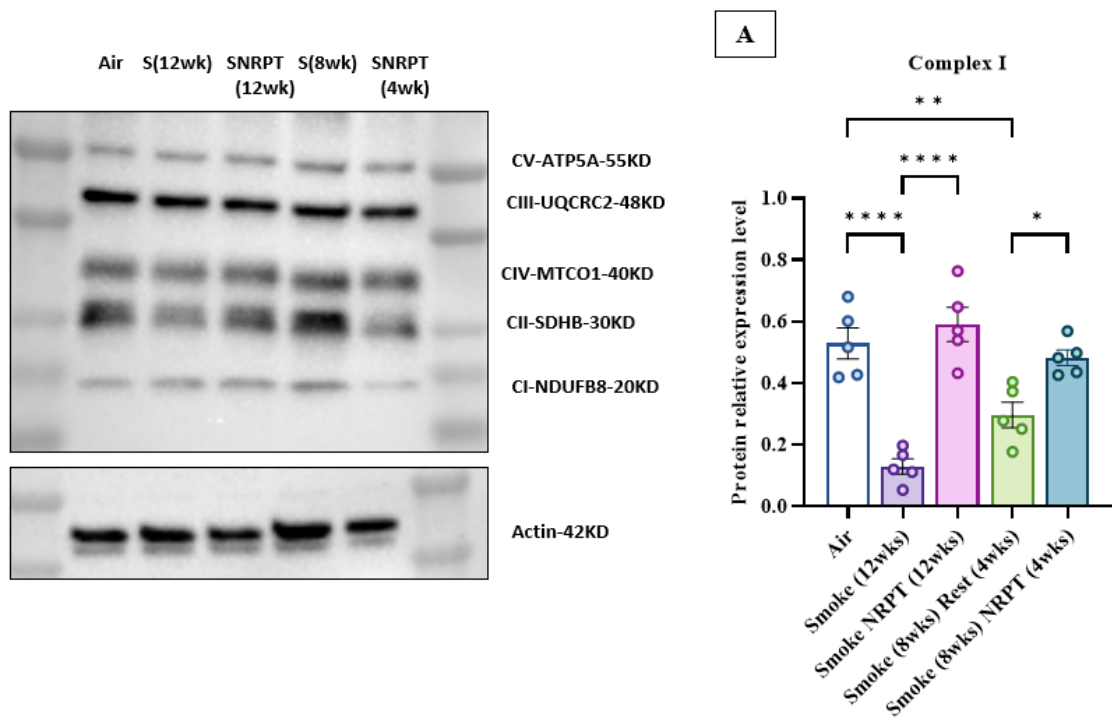 Air S(12wk) SNRPT S(8wk) SNRPT
(12wk) (4wk)
CV-ATP5A-55KD
CIII-UQCRC2-48KD
CIV-MTCO1-40KD
CII-SDHB-30KD
CI-NDUFB8-20KD
Actin-42KD
A
Complex I
* *
* * * *
* * * *
*
Protein relative expression level
1.0
0.8
0.6
0.4
0.2
0.0
Air
Smoke (12wks)
Smoke NRPT (12wks)
Smoke (8wks) Rest (4wks)
Smoke (8wks) NRPT (4wks)